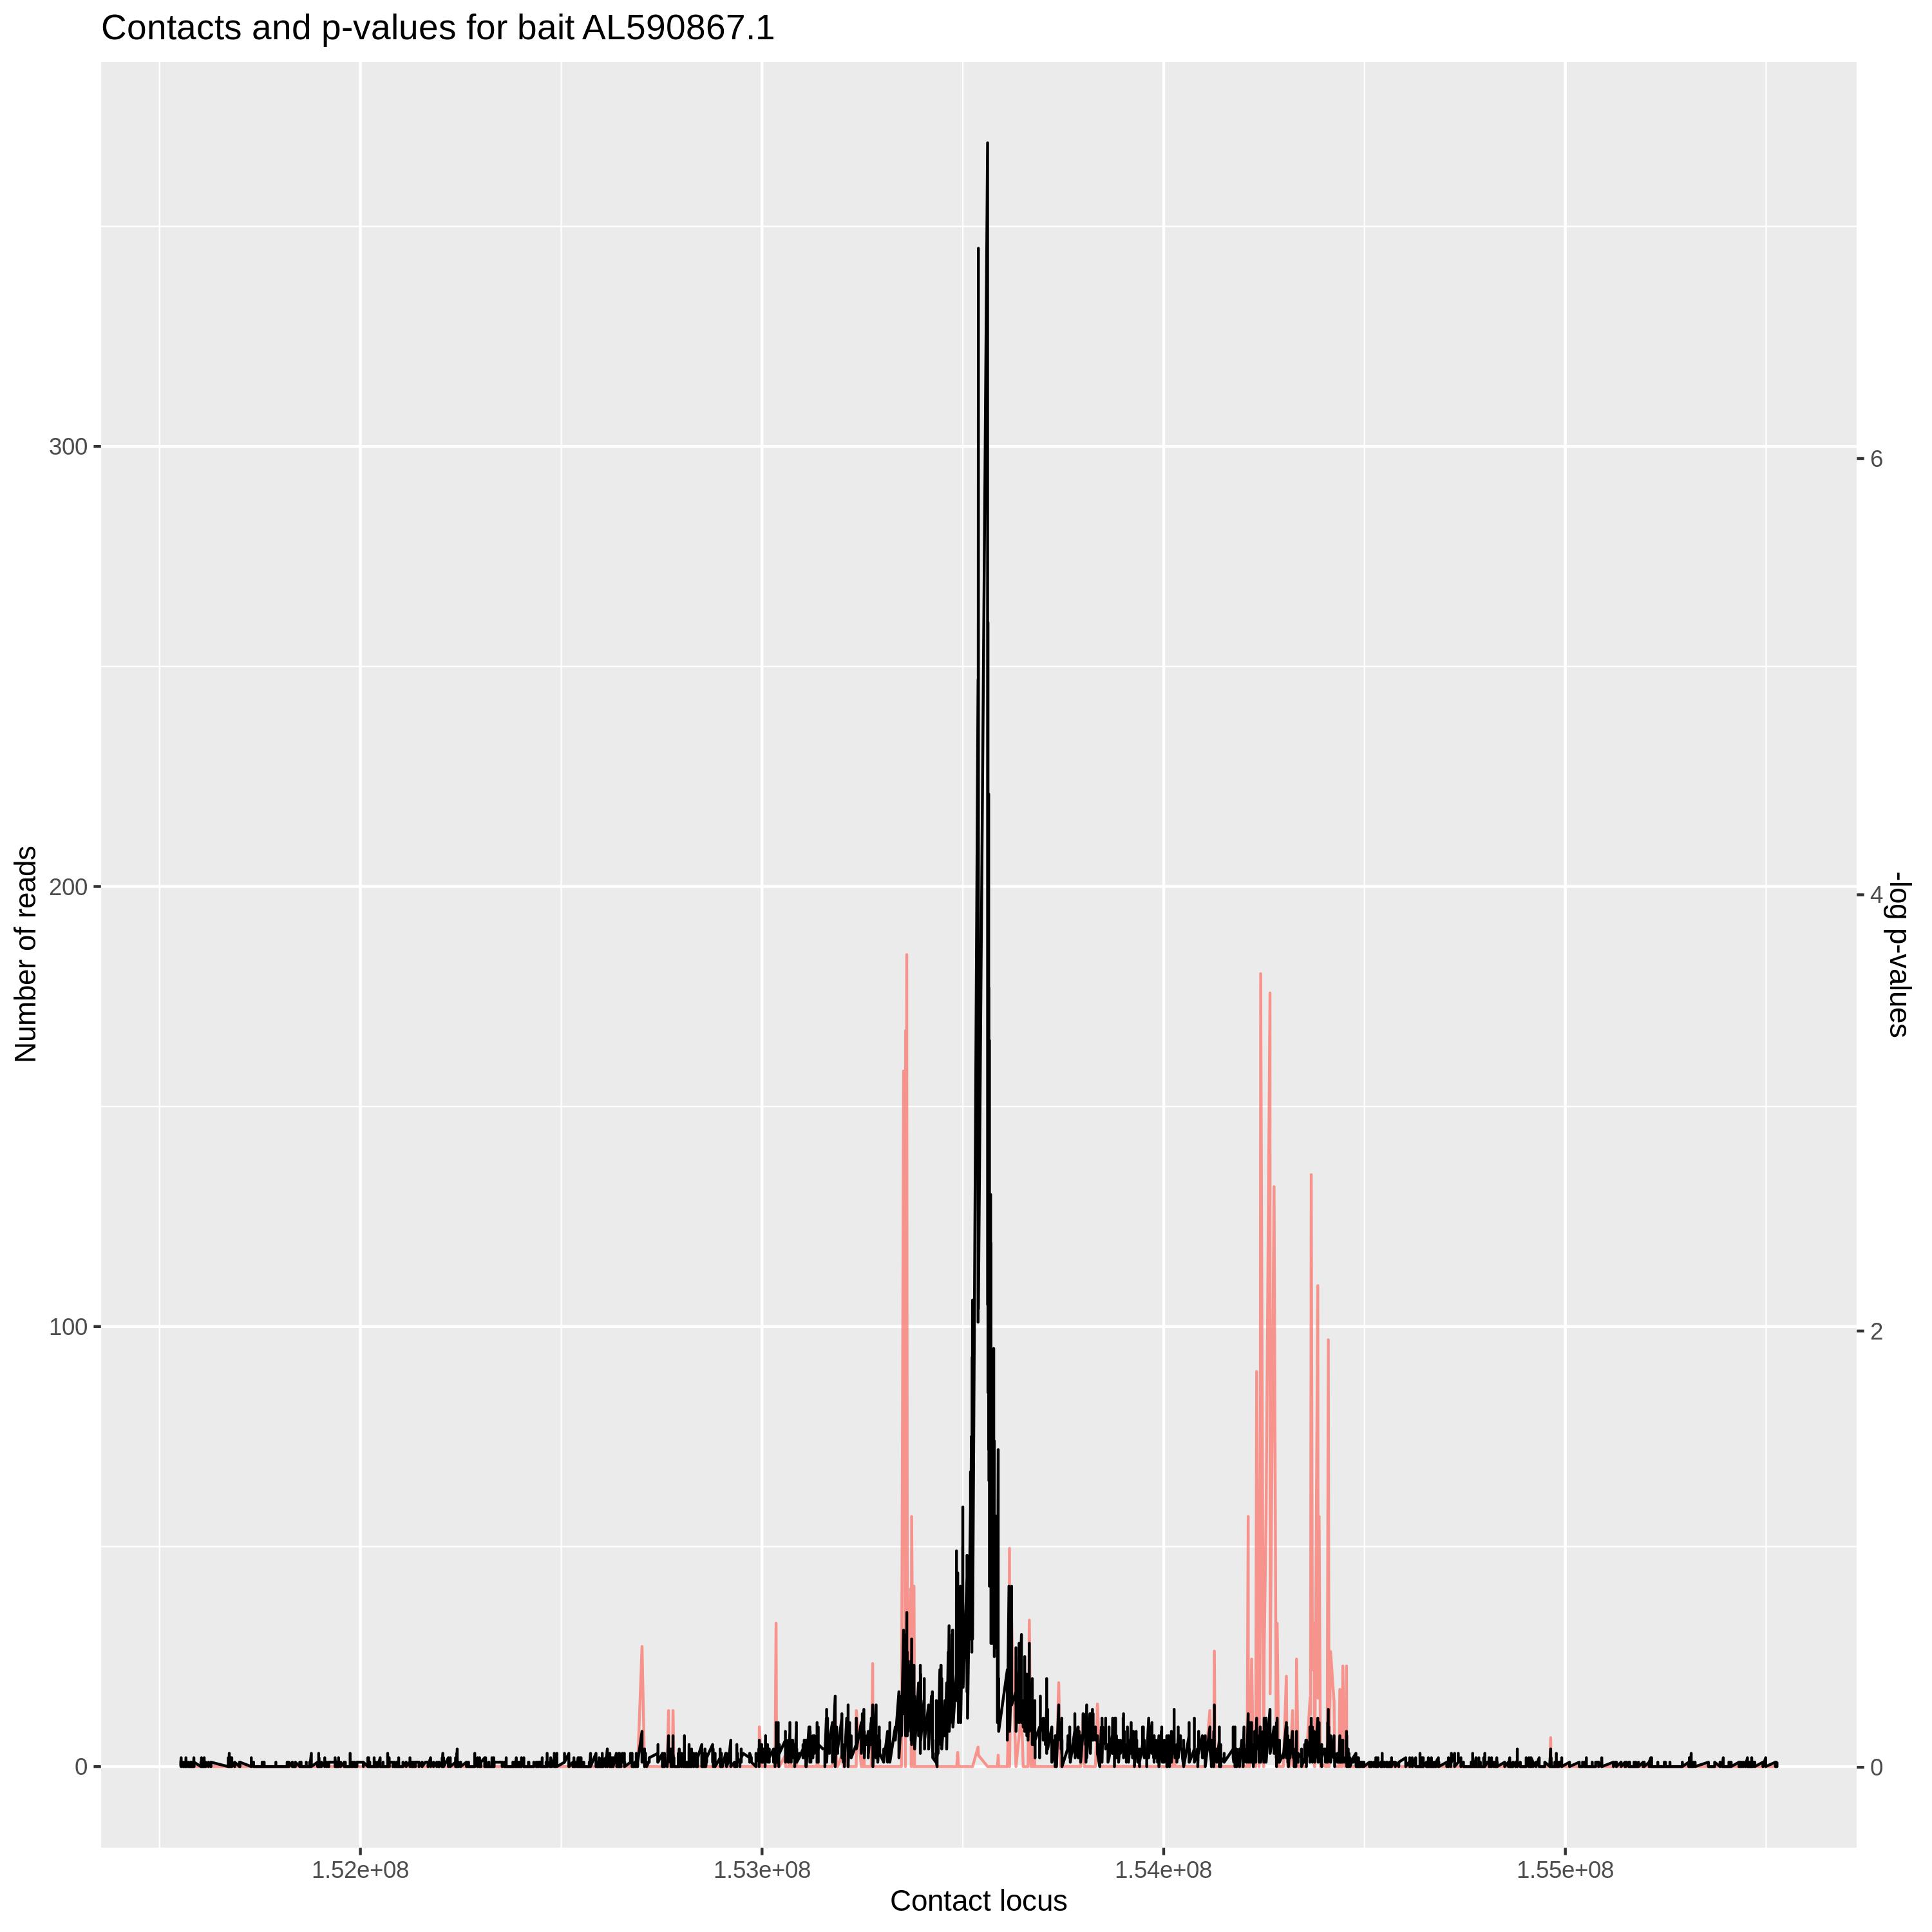 Contacts and p-values for bait AL590867.1
300
200
100
0
Number of reads
6
4
2
0
-log p-values
1.52e+08 1.53e+08 1.54e+08 1.55e+08
Contact locus